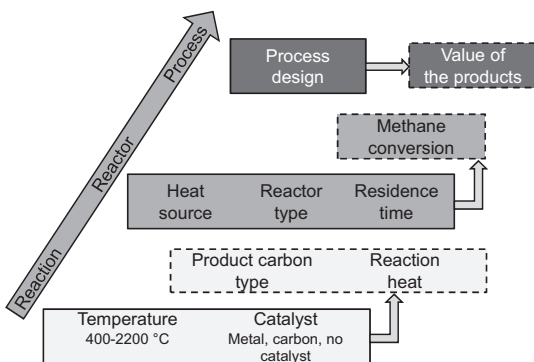 Process
Reactor
Reaction
Process
design
Value of
the products
Methane
conversion
Heat
source
Reactor
type
Residence
time
Product carbon
type
Reaction
heat
Temperature
400-2200 °C
Catalyst
Metal, carbon, no
catalyst